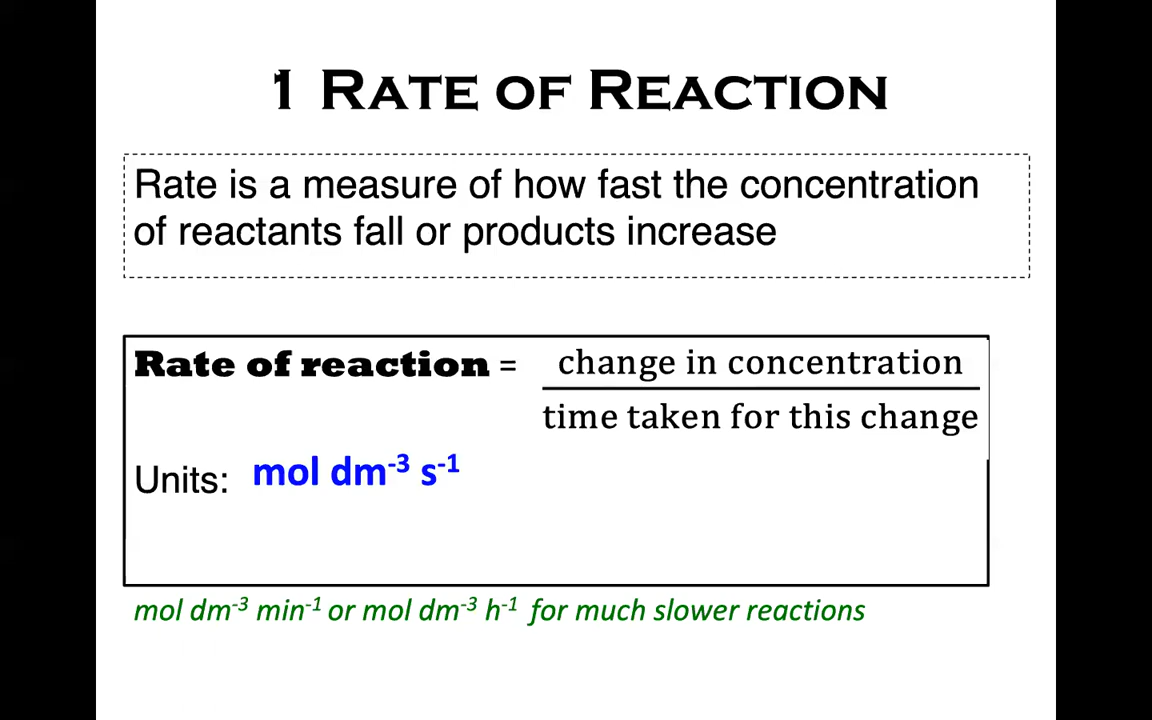 1 RATE OF REACTION
Rate is a measure of how fast the concentration
of reactants fall or products increase
Rate of reaction = change in concentration
time taken for this change
Units: mol dm⁻³ s⁻¹
mol dm⁻³ min⁻¹ or mol dm⁻³ h⁻¹ for much slower reactions